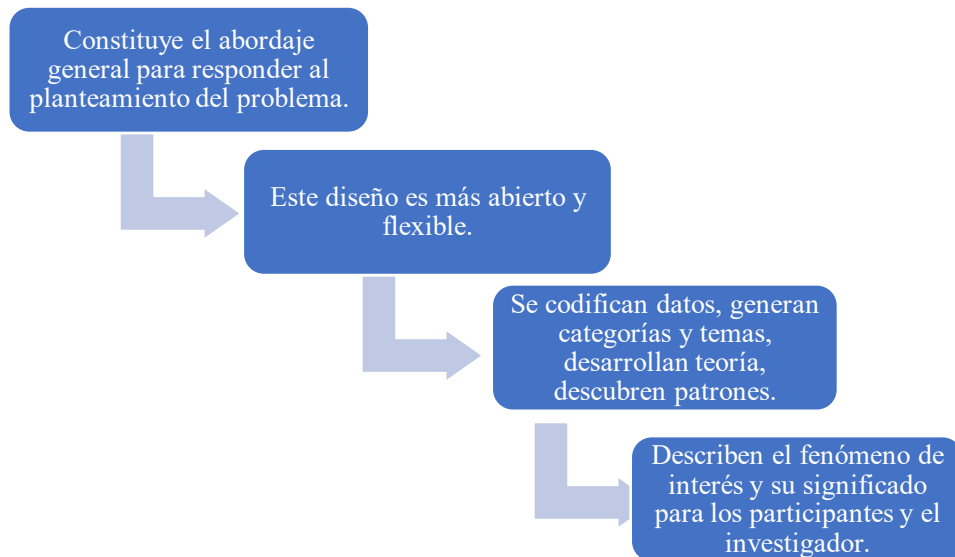 Constituye el abordaje
general para responder al
planteamiento del problema.
Este diseño es más abierto y
flexible.
Se codifican datos, generan
categorías y temas,
desarrollan teoría,
descubren patrones.
Describen el fenómeno de
interés y su significado
para los participantes y el
investigador.